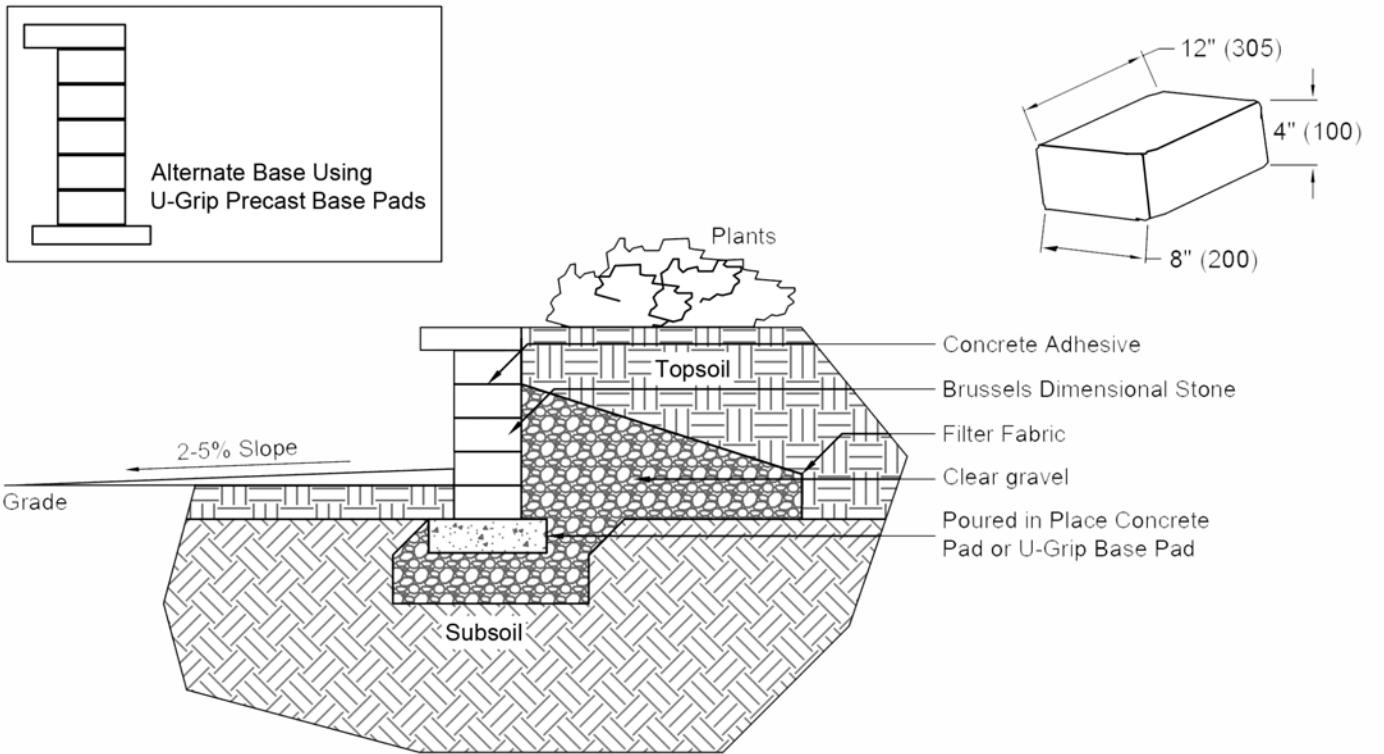 Alternate Base Using
U-Grip Precast Base Pads
12" (305)
4" (100)
8" (200)
Plants
Topsoil
Concrete Adhesive
Brussels Dimensional Stone
Filter Fabric
Clear gravel
Poured in Place Concrete
Pad or U-Grip Base Pad
2-5% Slope
Grade
Subsoil